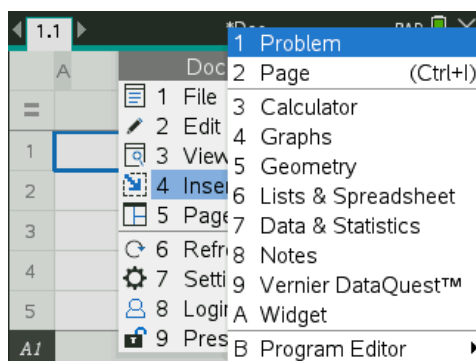 1.1
*Doc
RAD
A
=
1
2
3
4
5
A1
Doc
1 File
2 Edit
3 View
4 Inser
5 Page
6 Refr
7 Setti
8 Login
9 Pres
1 Problem
2 Page (Ctrl+I)
3 Calculator
4 Graphs
5 Geometry
6 Lists & Spreadsheet
7 Data & Statistics
8 Notes
9 Vernier DataQuest™
A Widget
B Program Editor